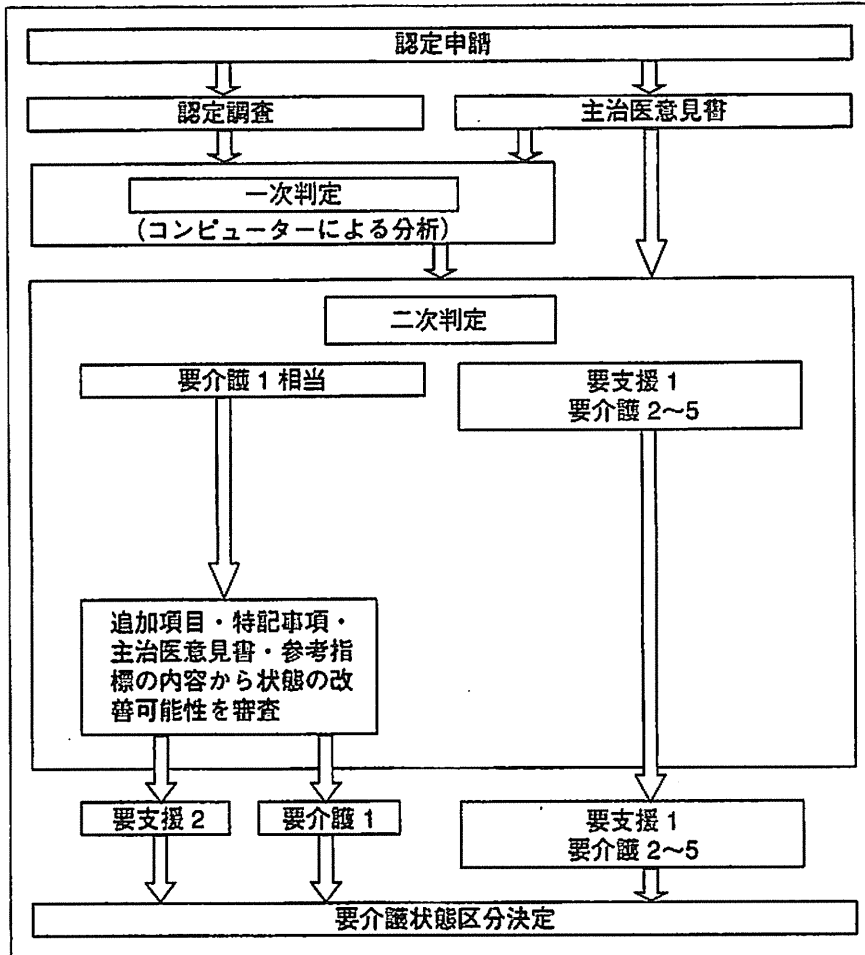 認定申請
認定調査
主治医意見書
一次判定
(コンピューターによる分析)
二次判定
要介護1相当
要支援1
要介護2〜5
追加項目・特記事項・
主治医意見書・参考指
標の内容から状態の改
善可能性を審査
要支援2
要介護1
要支援1
要介護2〜5
要介護状態区分決定